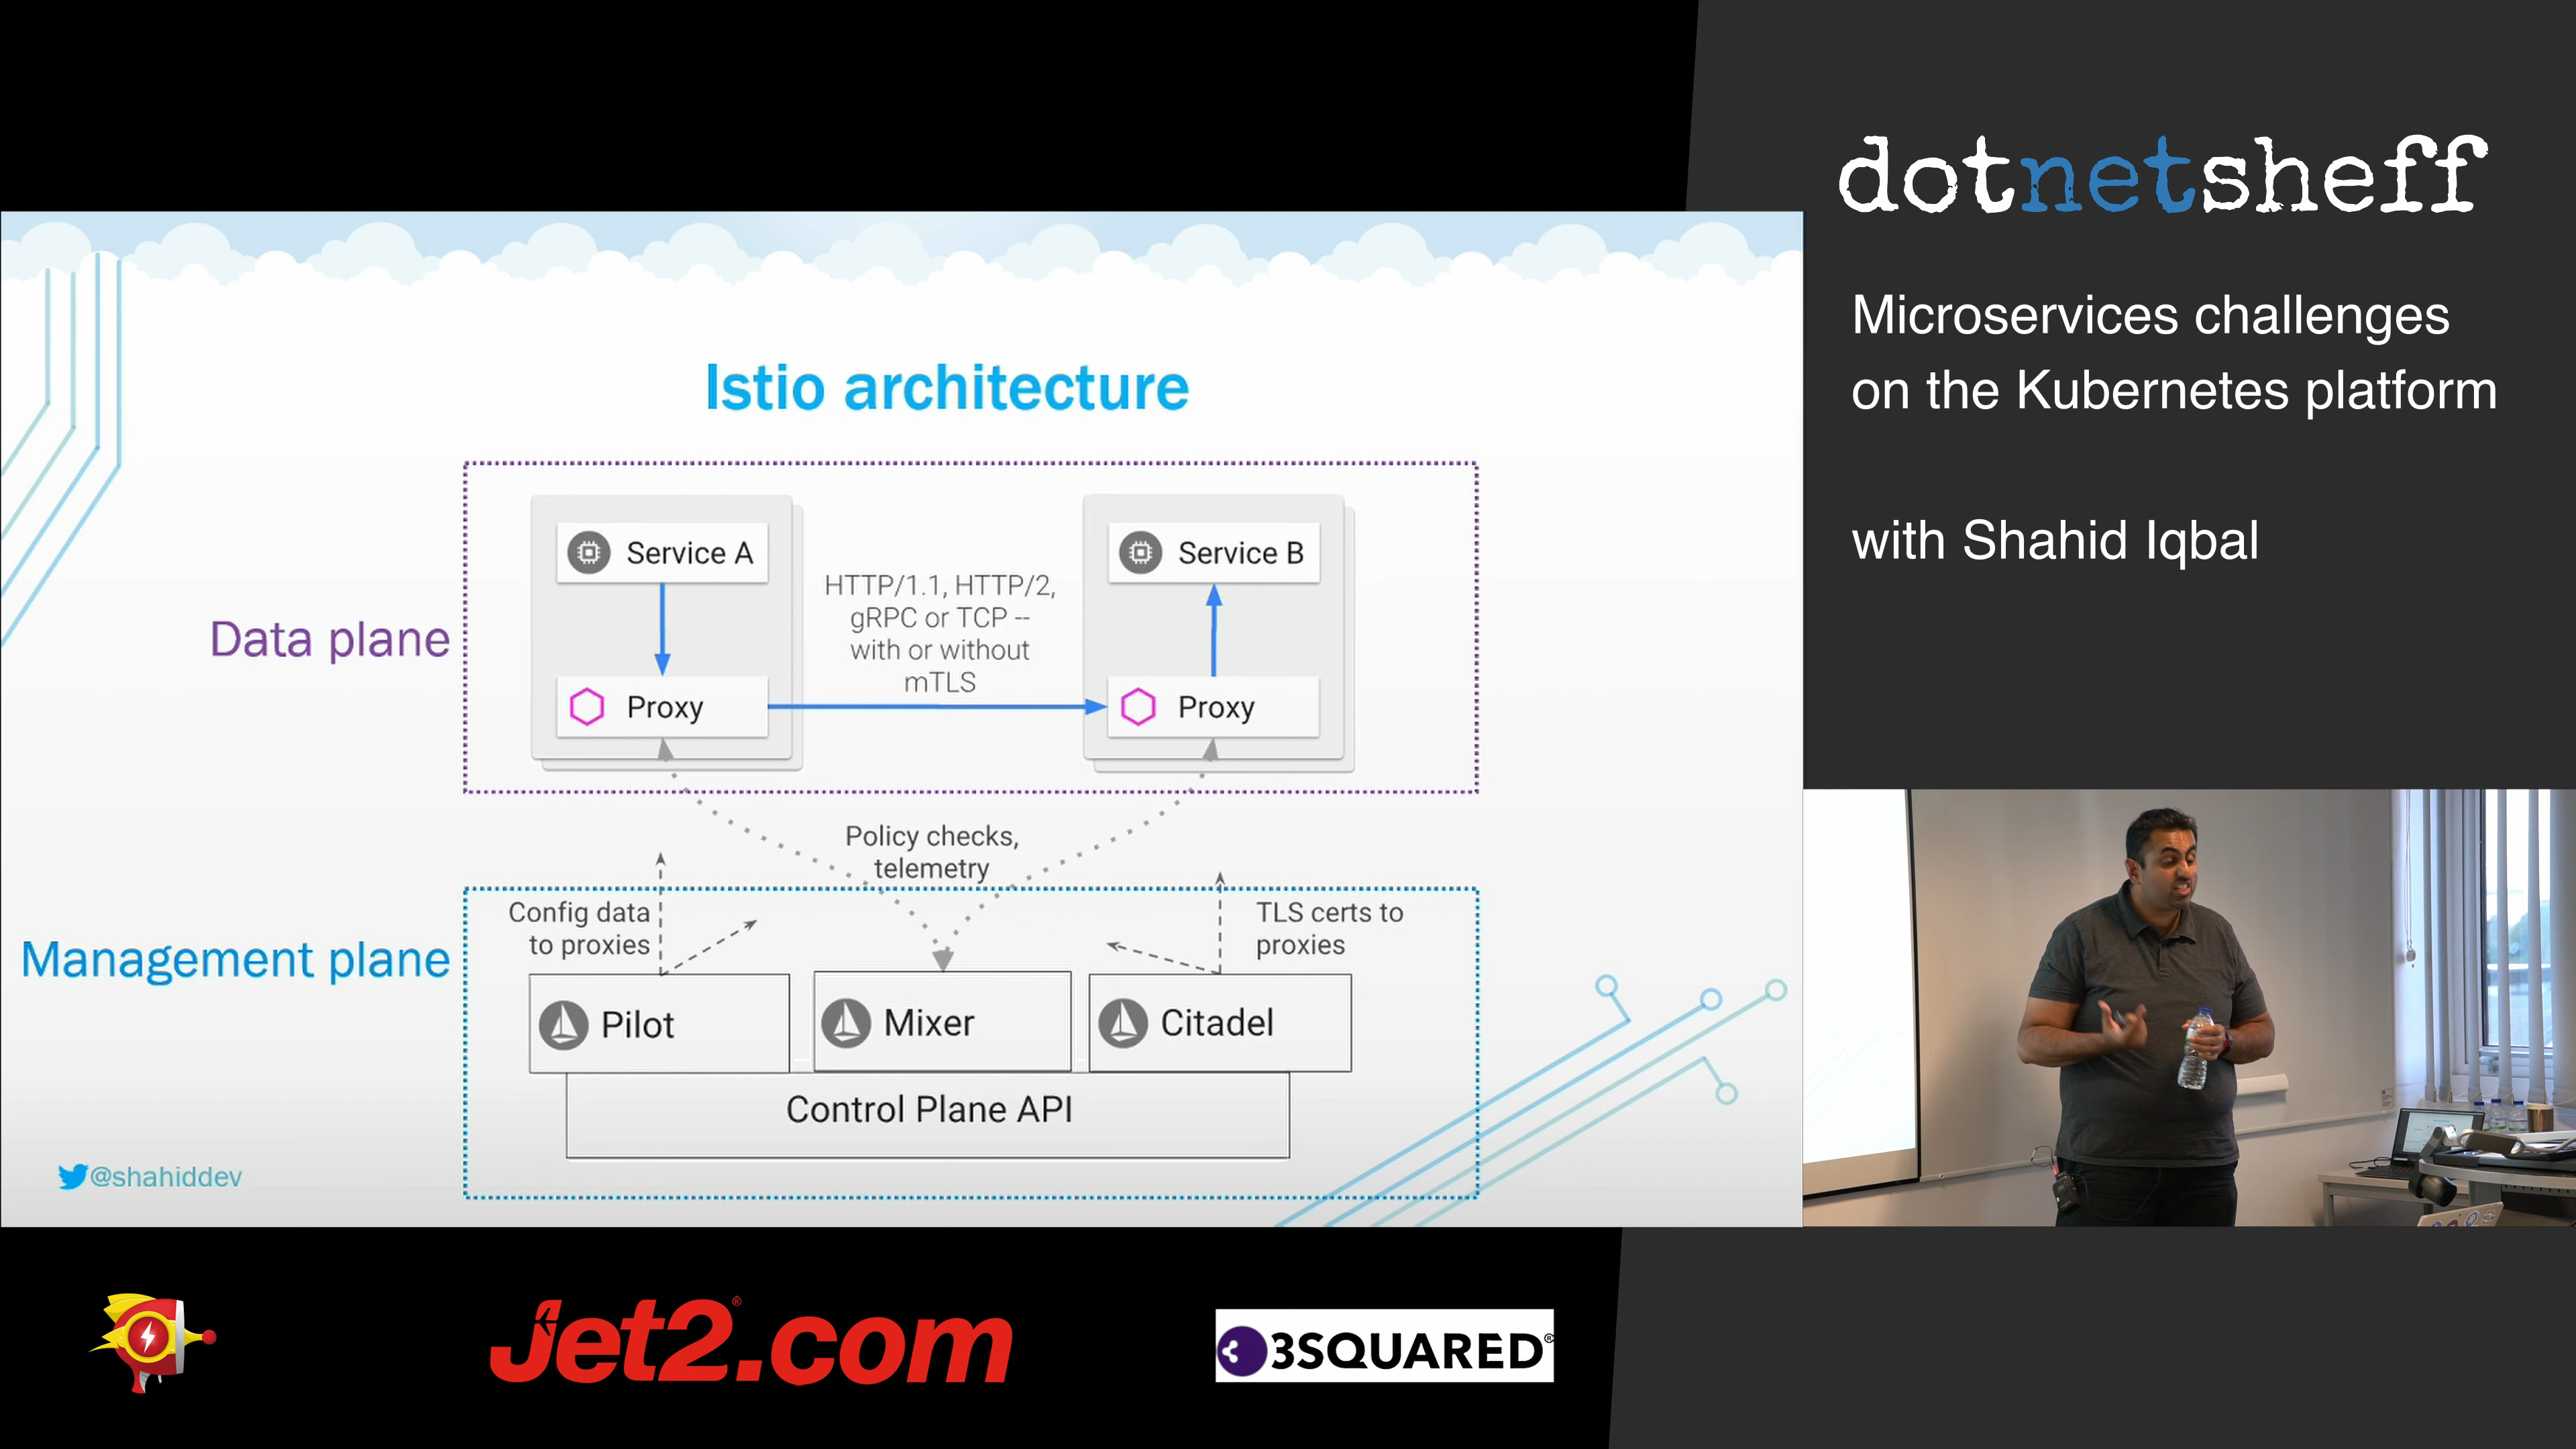 dotnetsheff
Microservices challenges
on the Kubernetes platform
with Shahid Iqbal
Istio architecture
Data plane
Service A
Proxy
HTTP/1.1, HTTP/2,
gRPC or TCP --
with or without
mTLS
Service B
Proxy
Policy checks,
telemetry
Management plane
Config data
to proxies
TLS certs to
proxies
Pilot
Mixer
Citadel
Control Plane API
@shahiddev
Jet2.com®
3SQUARED®